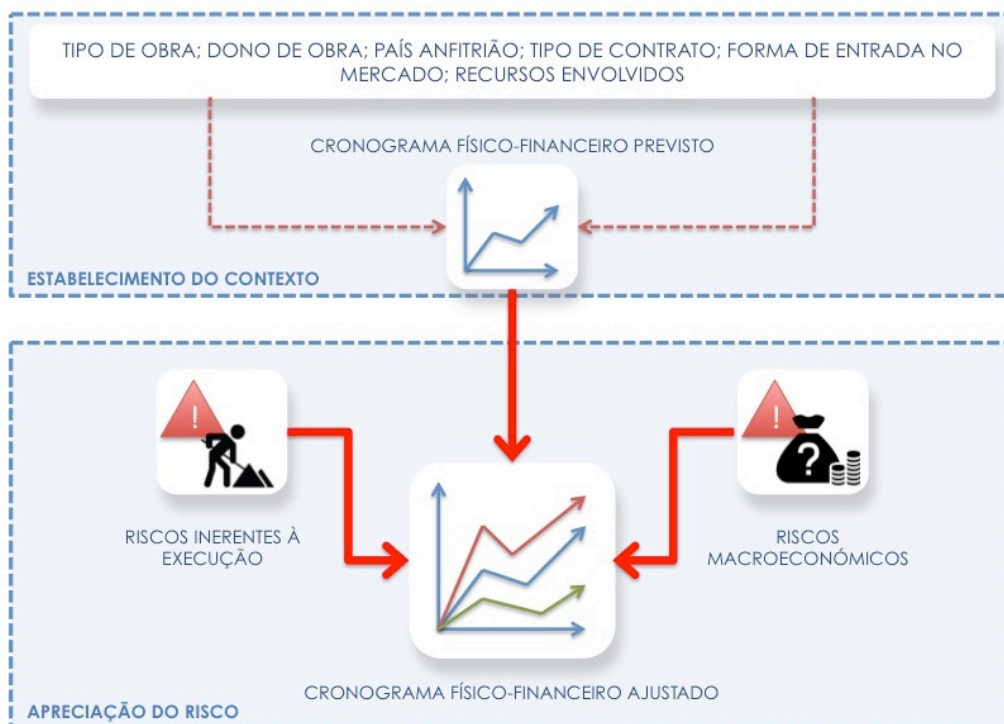 TIPO DE OBRA; DONO DE OBRA; PAÍS ANFITRIÃO; TIPO DE CONTRATO; FORMA DE ENTRADA NO
MERCADO; RECURSOS ENVOLVIDOS
CRONOGRAMA FÍSICO-FINANCEIRO PREVISTO
ESTABELECIMENTO DO CONTEXTO
!
!
?
RISCOS INERENTES À
EXECUÇÃO
RISCOS
MACROECONÓMICOS
CRONOGRAMA FÍSICO-FINANCEIRO AJUSTADO
APRECIAÇÃO DO RISCO